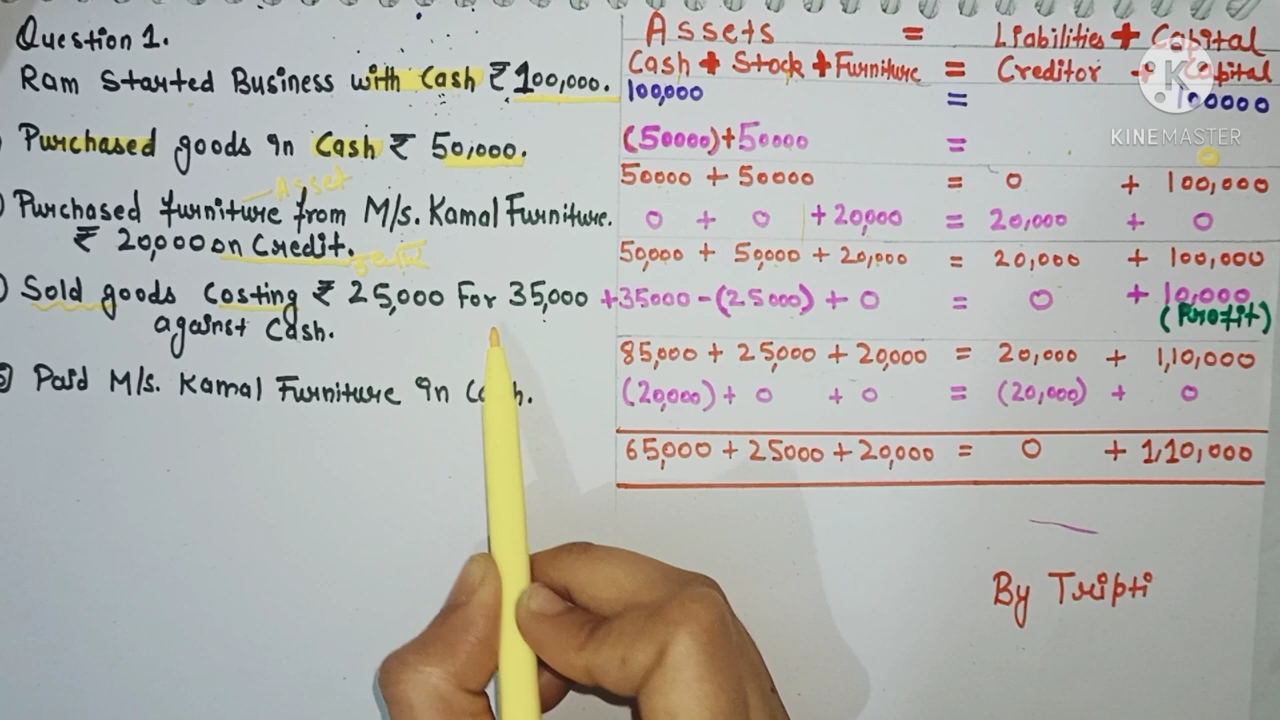 Question 1.
Ram Started Business with Cash ₹ 100,000.
) Purchased goods in Cash ₹ 50,000.
Asset
) Purchased furniture from M/s. Kamal Furniture.
₹ 20,000 on Credit.
) Sold goods Costing ₹ 25,000 For 35,000
against Cash.
5) Paid M/s. Kamal Furniture in
Assets = Liabilities + Capital
Cash + Stock + Furniture = Creditor + Capital
100,000 = 100000
(50000)+50000 = 0
50000 + 50000 = 0 + 100,000
0 + 0 + 20,000 = 20,000 + 0
50,000 + 50,000 + 20,000 = 20,000 + 100,000
+35000 -(25000) + 0 = 0 + 10,000
(Profit)
85,000 + 25,000 + 20,000 = 20,000 + 1,10,000
(20,000) + 0 + 0 = (20,000) + 0
65,000 + 25000 + 20,000 = 0 + 1,10,000
By Tripti
K
KINEMASTER